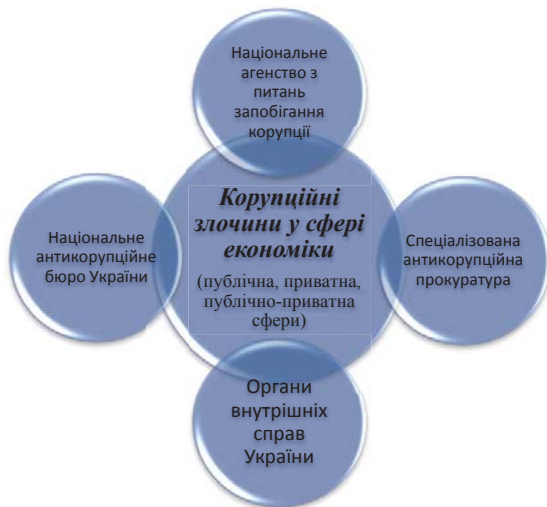 Національне
агенство з
питань
запобігання
корупції
Корупційні
злочини у сфері
економіки
(публічна, приватна,
публічно-приватна
сфери)
Національне
антикорупційне
бюро України
Спеціалізована
антикорупційна
прокуратура
Органи
внутрішніх
справ
України